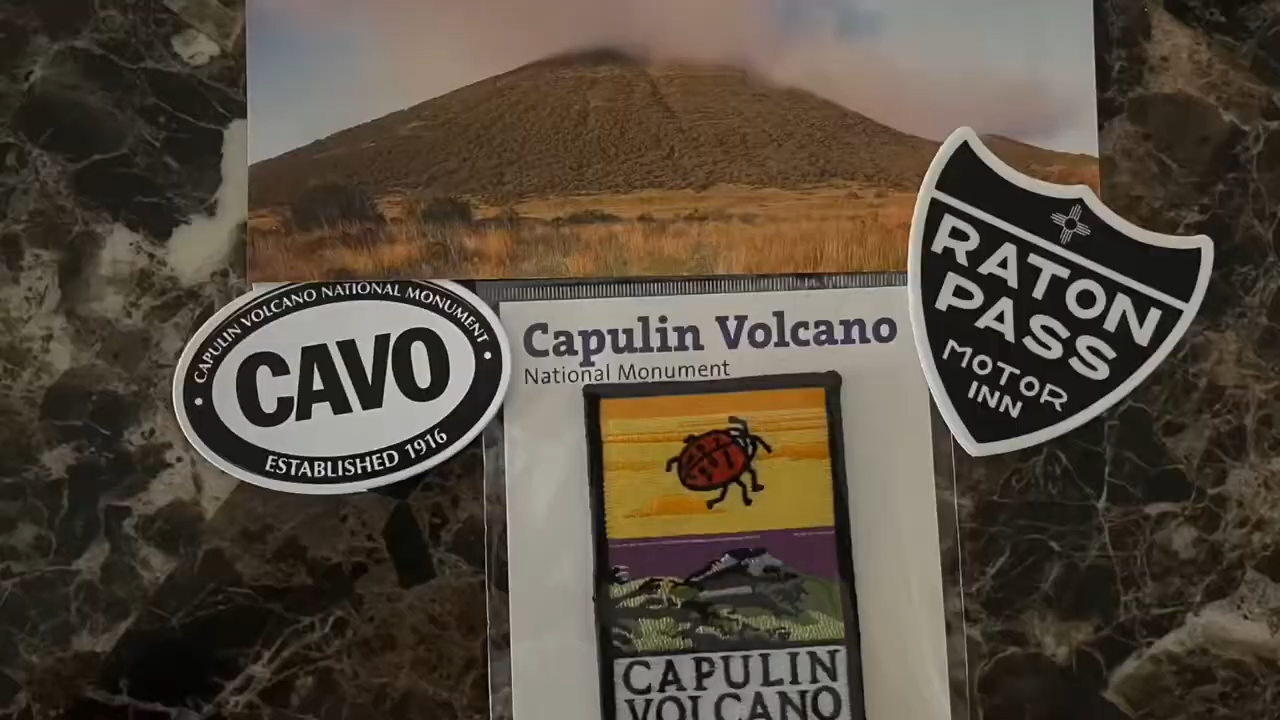 CAPULIN VOLCANO NATIONAL MONUMENT
CAVO
ESTABLISHED 1916
Capulin Volcano
National Monument
CAPULIN
VOLCANO
RATON
PASS
MOTOR
INN